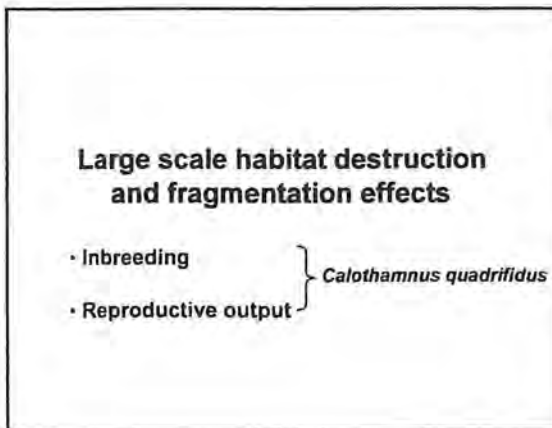 Large scale habitat destruction
and fragmentation effects
· Inbreeding
Calothamnus quadrifidus
· Reproductive output